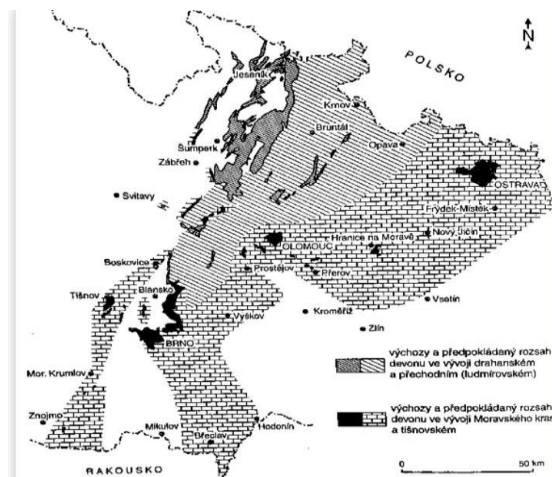 N
POLSKO
Jeseník
Krnov
Bruntál
Šumperk
Opava
Zábřeh
OSTRAVA
Svitavy
Frýdek-Místek
Nový Jičín
Hranice na Moravě
OLOMOUC
Boskovice
Prostějov
Přerov
Tišnov
Blansko
Vsetín
Vyškov
Kroměříž
Zlín
BRNO
výchozy a předpokládaný rozsah
devonu ve vývoji drahanském
a přechodním (ludmírovském)
Mor. Krumlov
výchozy a předpokládaný rozsah
devonu ve vývoji Moravského kras
a tišnovském
Znojmo
Hodonín
Mikulov
Břeclav
RAKOUSKO
0
50 km